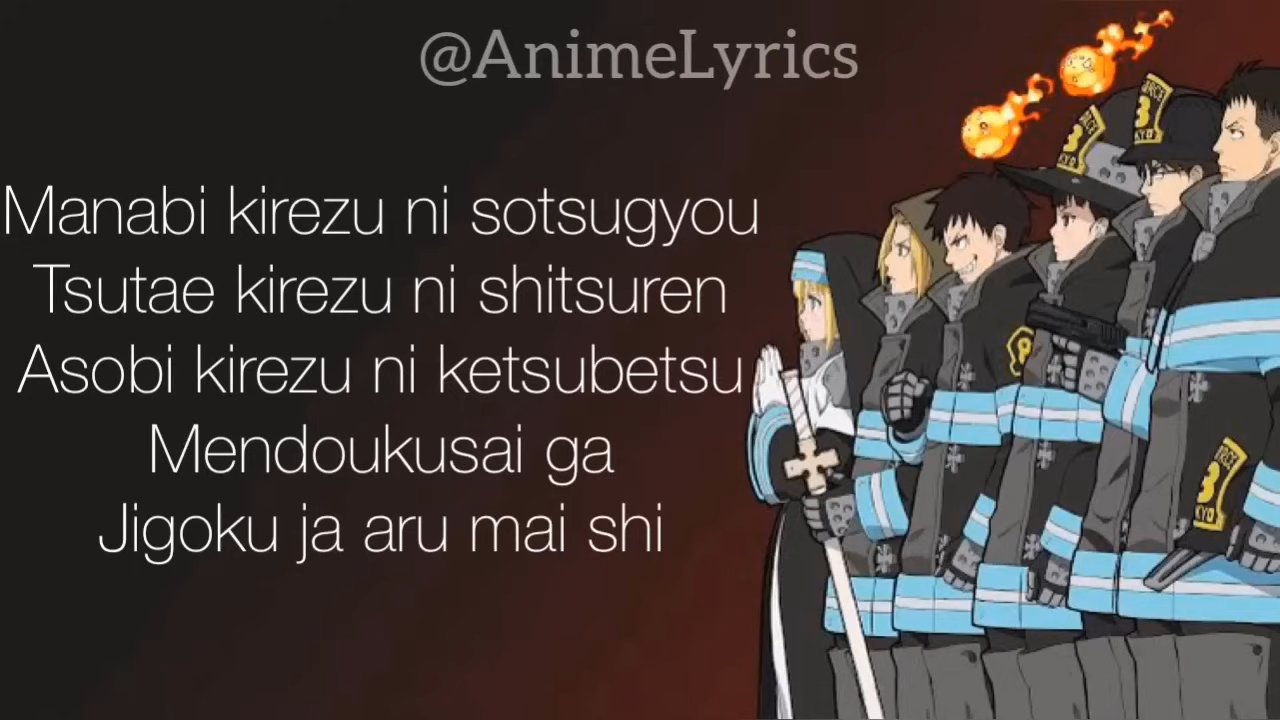 @AnimeLyrics
Manabi kirezu ni sotsugyou
Tsutae kirezu ni shitsuren
Asobi kirezu ni ketsubetsu
Mendoukusai ga
Jigoku ja aru mai shi
8